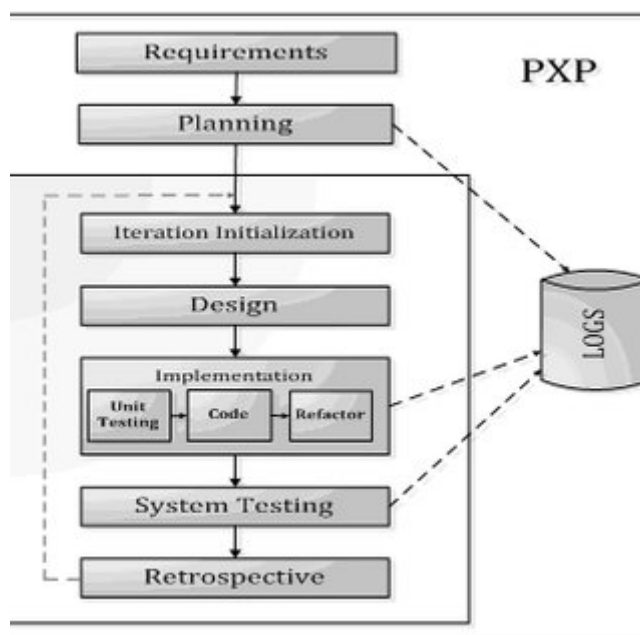 Requirements
PXP
Planning
Iteration Initialization
Design
LOGS
Implementation
Unit
Testing
Code
Refactor
System Testing
Retrospective